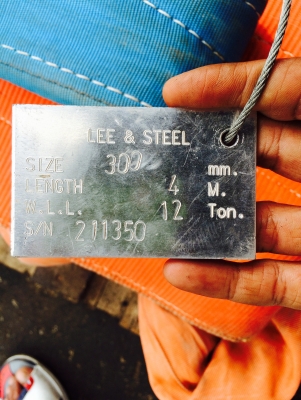 LEE & STEEL
SIZE 300 mm.
LENGTH 4 M.
W.L.L. 12 Ton.
S/N 211350